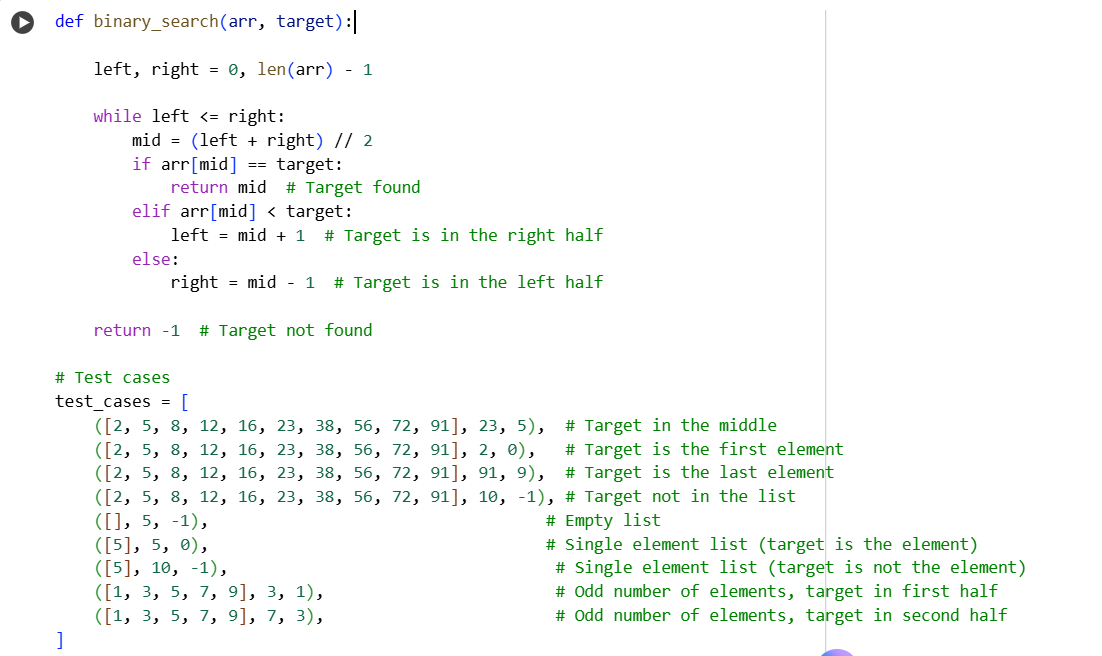 def binary_search(arr, target):
    left, right = 0, len(arr) - 1
    while left <= right:
        mid = (left + right) // 2
        if arr[mid] == target:
            return mid  # Target found
        elif arr[mid] < target:
            left = mid + 1  # Target is in the right half
        else:
            right = mid - 1  # Target is in the left half
    return -1  # Target not found
# Test cases
test_cases = [
    ([2, 5, 8, 12, 16, 23, 38, 56, 72, 91], 23, 5),  # Target in the middle
    ([2, 5, 8, 12, 16, 23, 38, 56, 72, 91], 2, 0),   # Target is the first element
    ([2, 5, 8, 12, 16, 23, 38, 56, 72, 91], 91, 9),  # Target is the last element
    ([2, 5, 8, 12, 16, 23, 38, 56, 72, 91], 10, -1), # Target not in the list
    ([], 5, -1),                                   # Empty list
    ([5], 5, 0),                                   # Single element list (target is the element)
    ([5], 10, -1),                                  # Single element list (target is not the element)
    ([1, 3, 5, 7, 9], 3, 1),                        # Odd number of elements, target in first half
    ([1, 3, 5, 7, 9], 7, 3),                        # Odd number of elements, target in second half
]